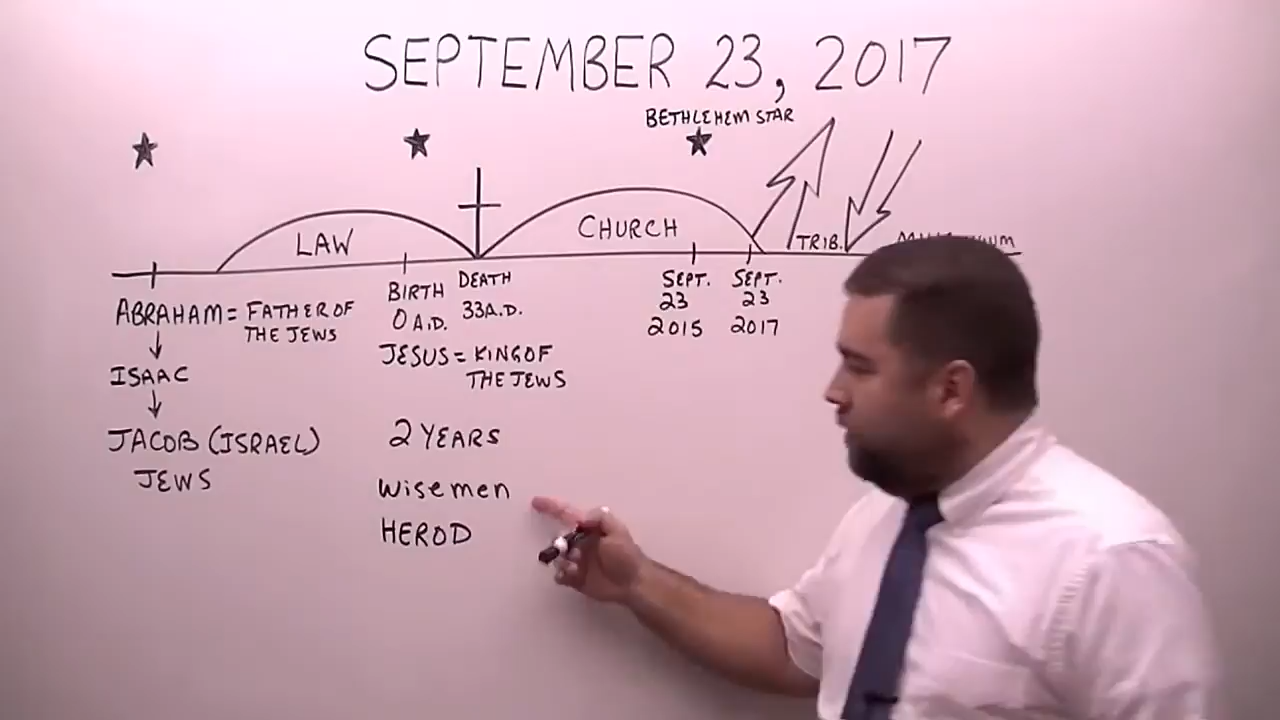 SEPTEMBER 23, 2017
BETHLEHEM STAR
LAW
CHURCH
TRIB.
ABRAHAM = FATHER OF
THE JEWS
ISAAC
JACOB (ISRAEL)
JEWS
BIRTH
0 A.D.
DEATH
33 A.D.
JESUS = KING OF
THE JEWS
2 YEARS
wisemen
HEROD
SEPT.
23
2015
SEPT.
23
2017